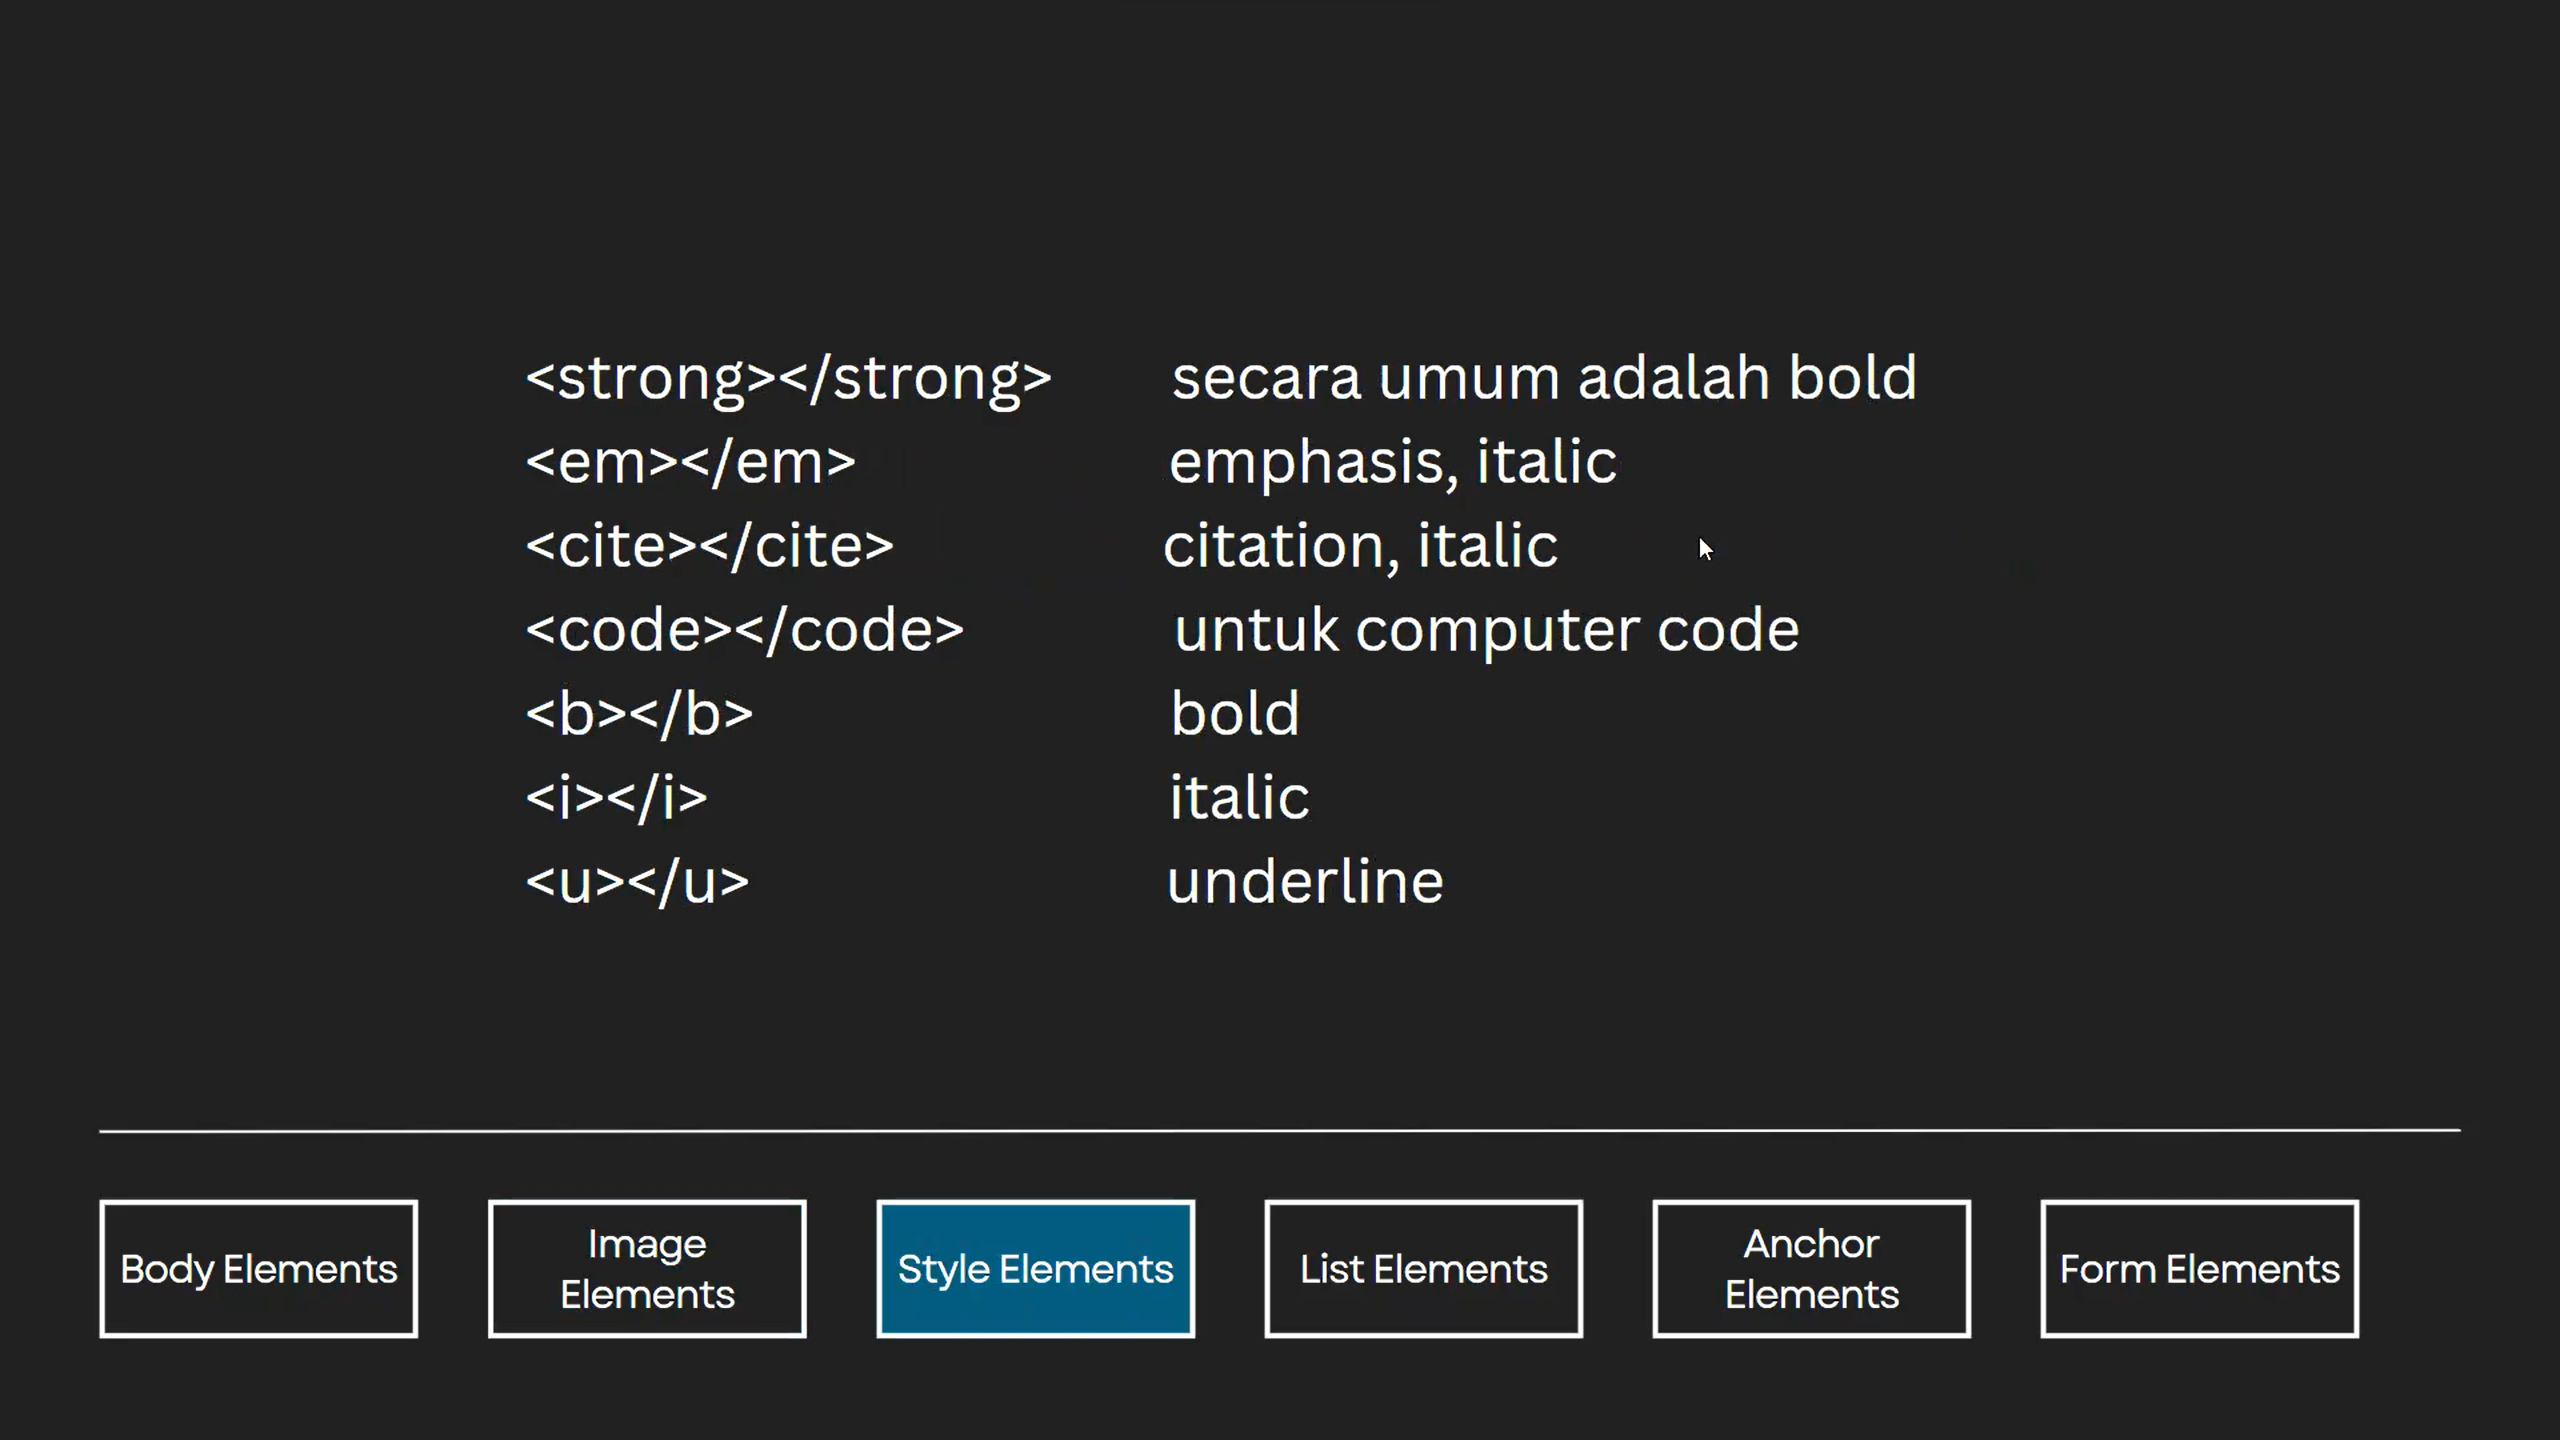 <strong></strong> secara umum adalah bold
<em></em> emphasis, italic
<cite></cite> citation, italic
<code></code> untuk computer code
<b></b> bold
<i></i> italic
<u></u> underline
Body Elements
Image
Elements
Style Elements
List Elements
Anchor
Elements
Form Elements